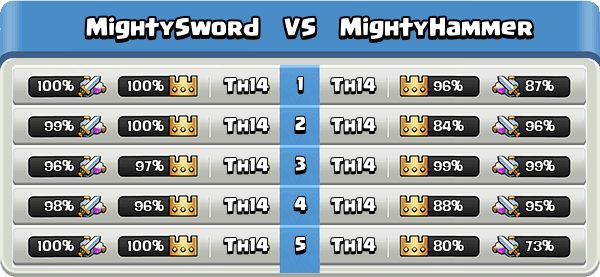 MightySword VS MightyHammer
100% 100% Th14 1 Th14 96% 87%
99% 100% Th14 2 Th14 84% 96%
96% 97% Th14 3 Th14 99% 99%
98% 96% Th14 4 Th14 88% 95%
100% 100% Th14 5 Th14 80% 73%